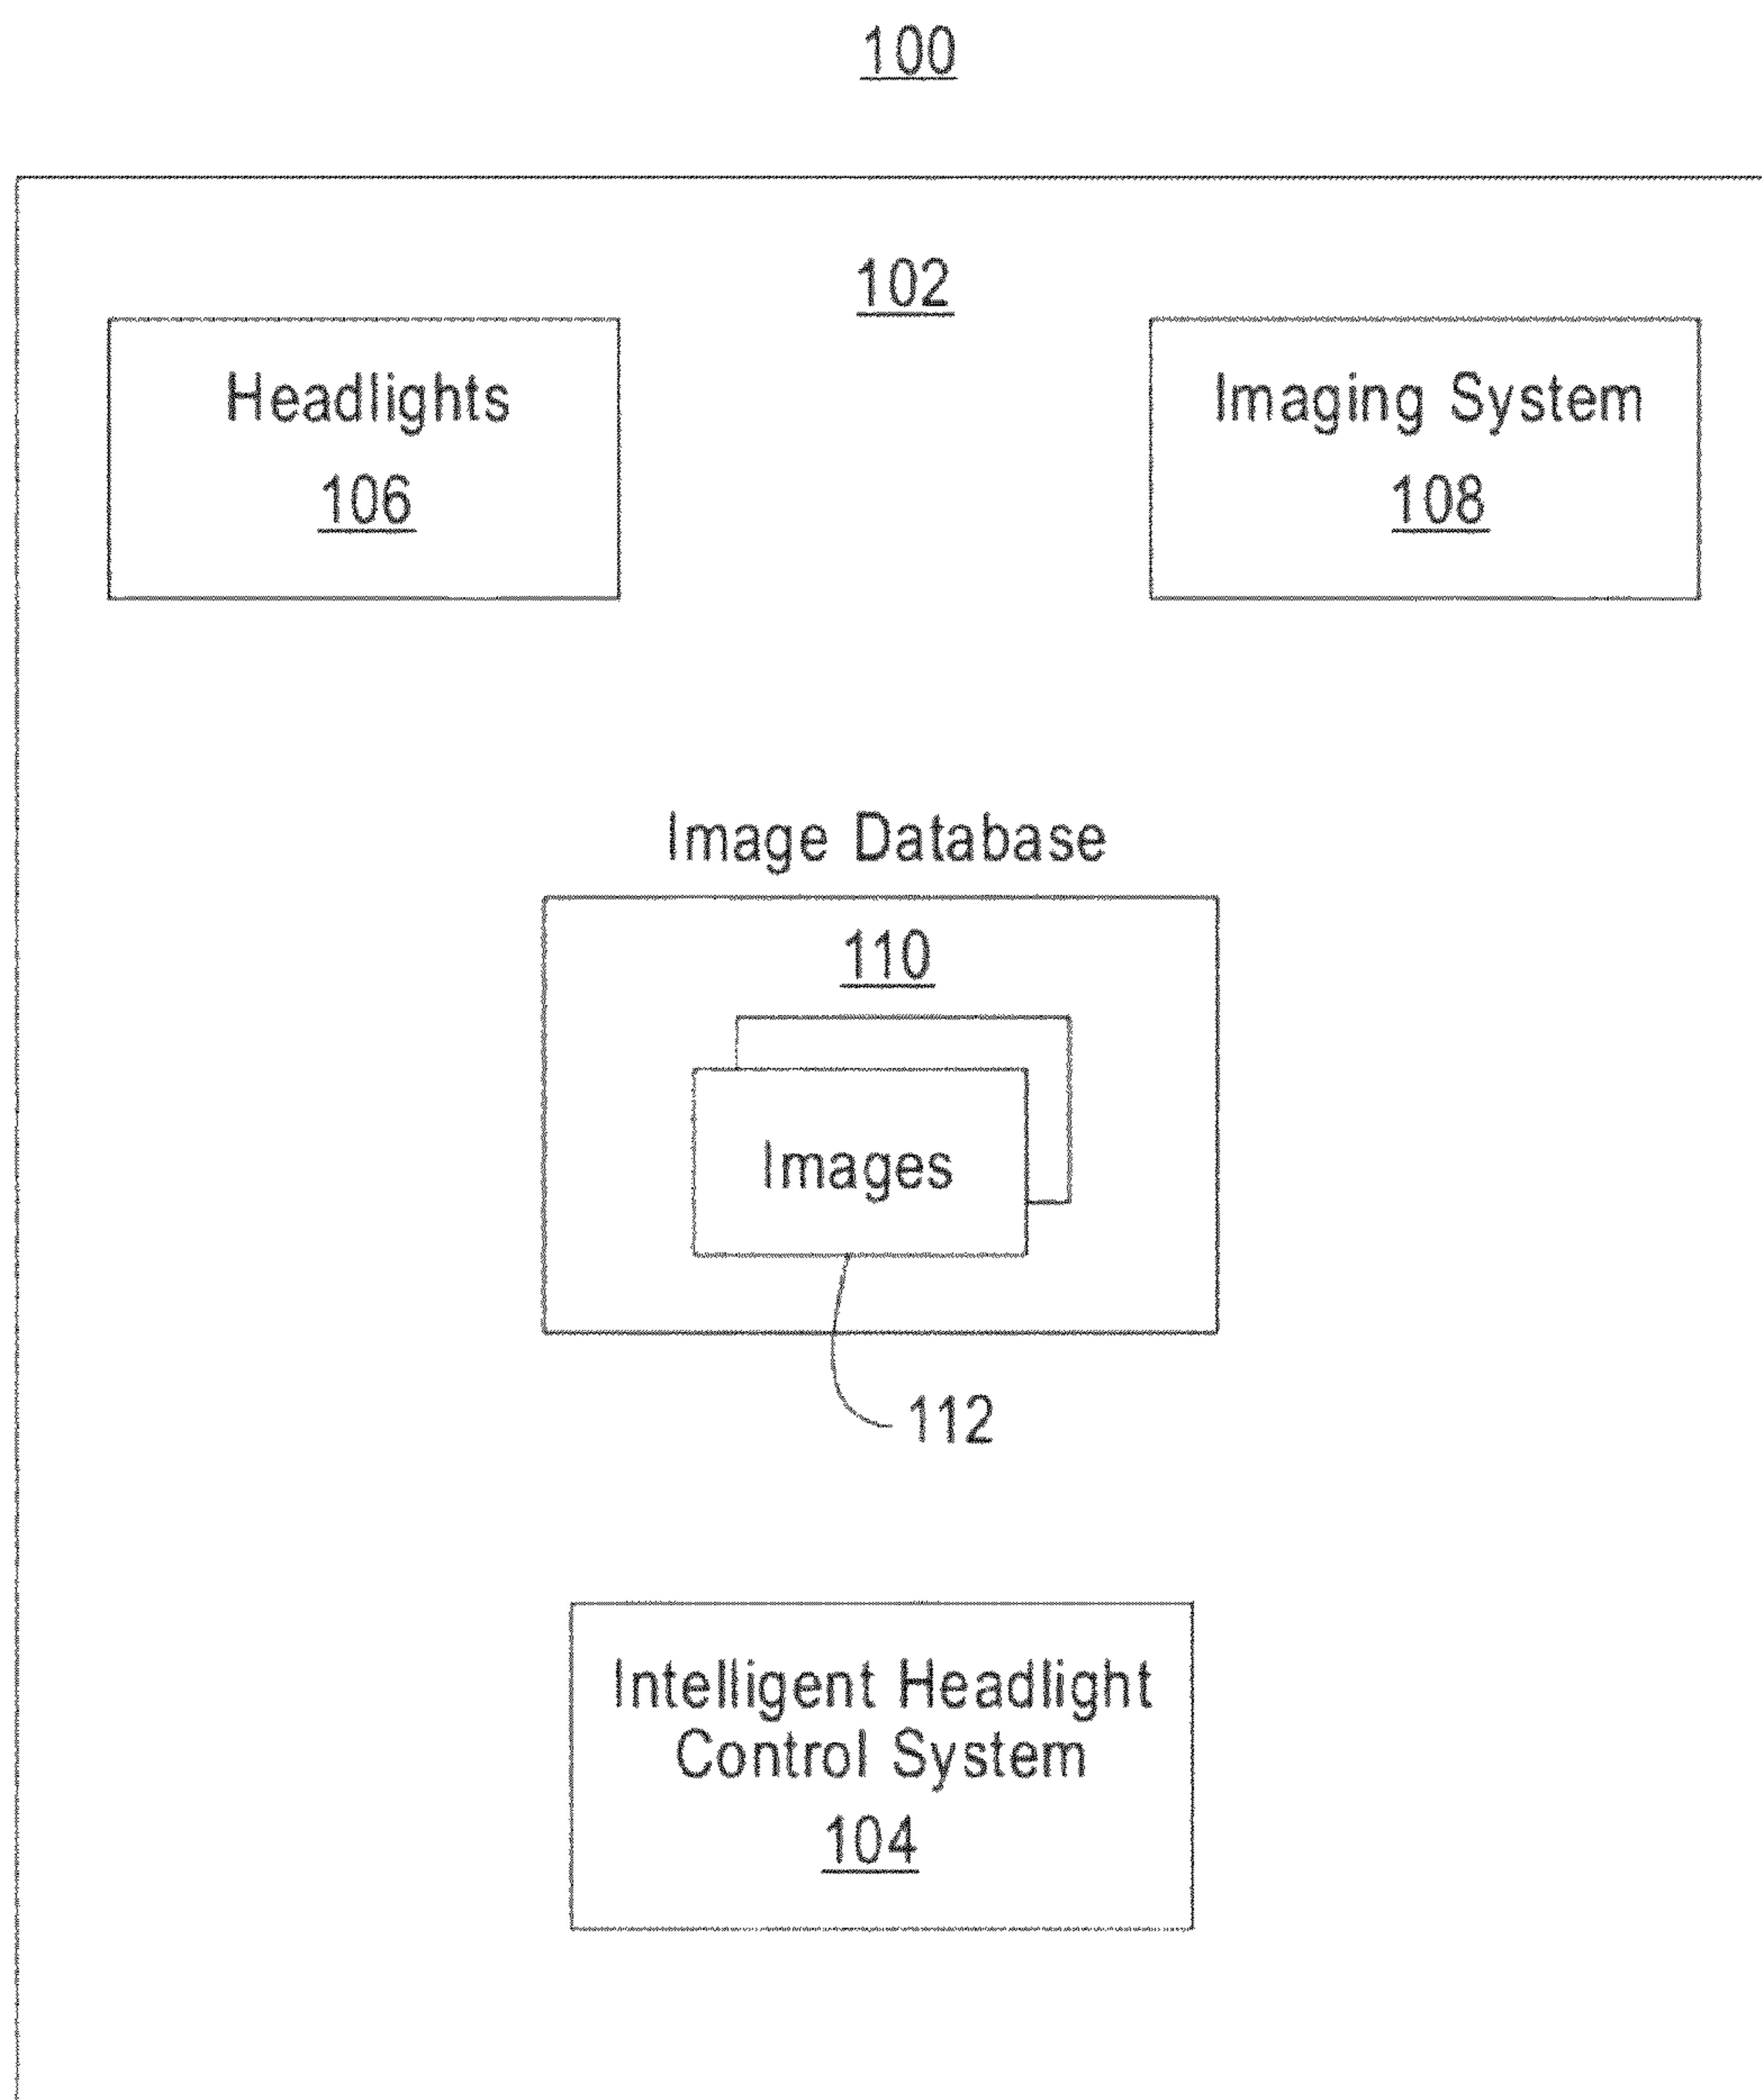 100
102
Headlights
106
Imaging System
108
Image Database
110
Images
112
Intelligent Headlight
Control System
104